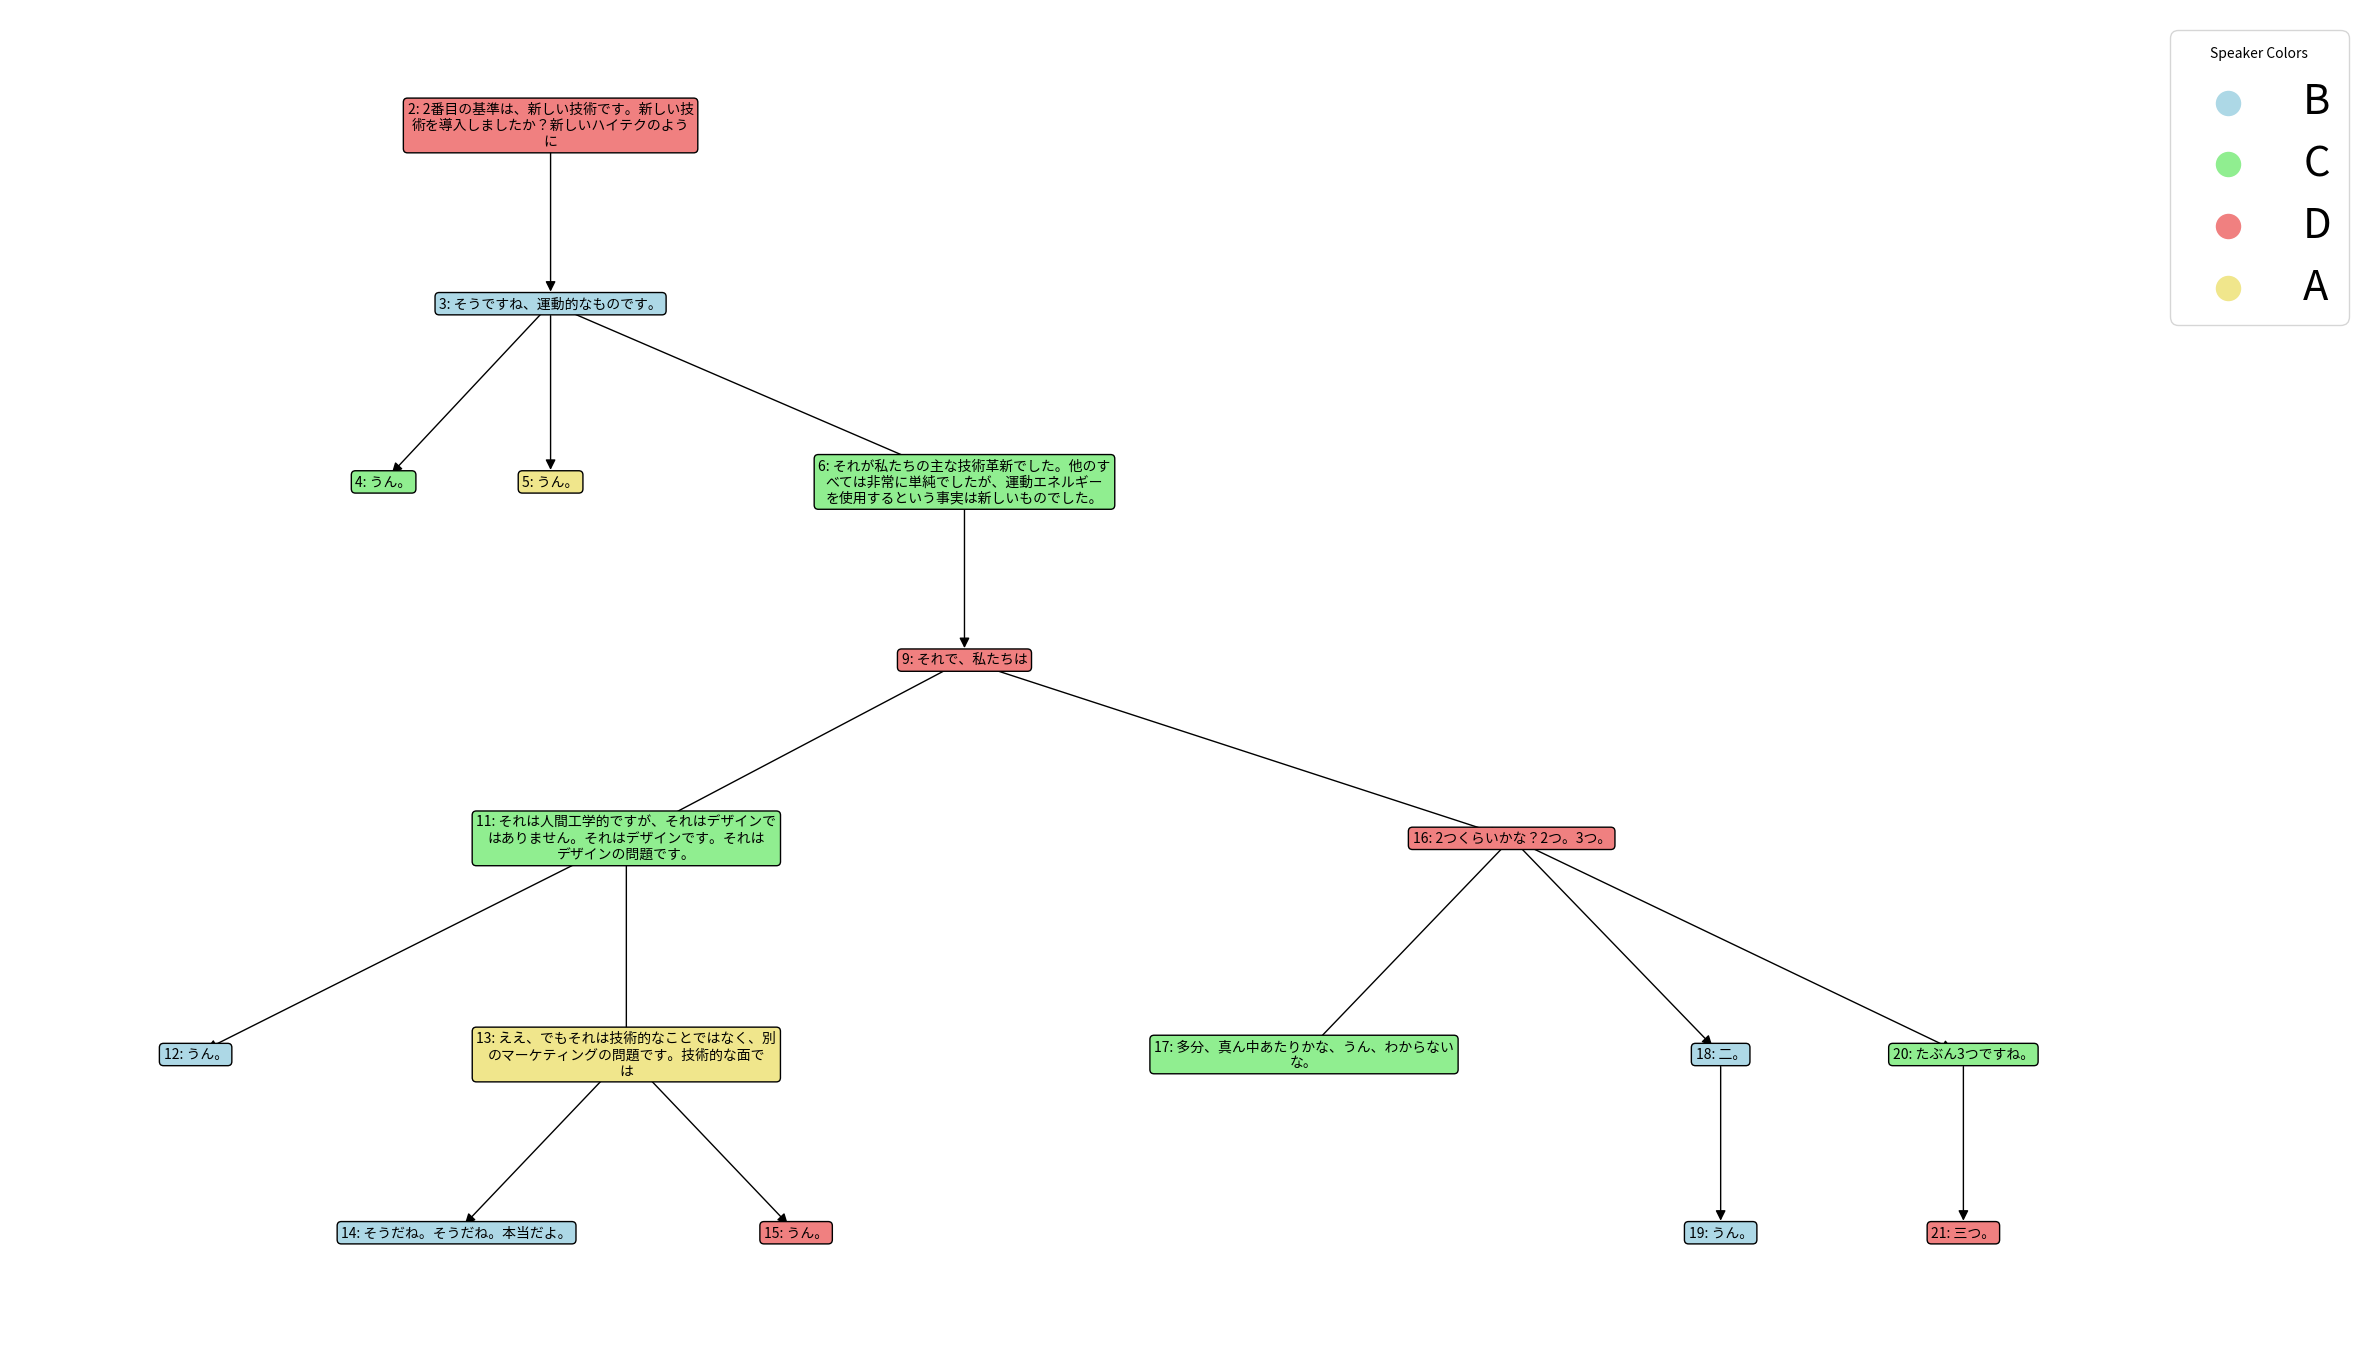 Speaker Colors
B
C
D
A
2: 2番目の基準は、新しい技術です。新しい技
術を導入しましたか？新しいハイテクのよう
に
3: そうですね、運動的なものです。
4: うん。
5: うん。
6: それが私たちの主な技術革新でした。他のす
べては非常に単純でしたが、運動エネルギー
を使用するという事実は新しいものでした。
9: それで、私たちは
11: それは人間工学的ですが、それはデザインで
はありません。それはデザインです。それは
デザインの問題です。
16: 2つくらいかな？2つ。3つ。
12: うん。
13: ええ、でもそれは技術的なことではなく、別
のマーケティングの問題です。技術的な面で
は
17: 多分、真ん中あたりかな、うん、わからない
な。
18: 二。
20: たぶん3つですね。
14: そうだね。そうだね。本当だよ。
15: うん。
19: うん。
21: 三つ。